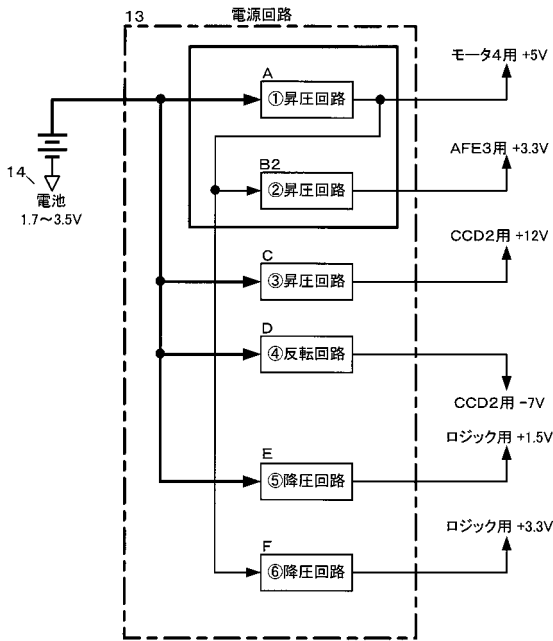 13
電源回路
モータ4用 +5V
A
①昇圧回路
AFE3用 +3.3V
B2
②昇圧回路
14
電池
1.7～3.5V
CCD2用 +12V
C
③昇圧回路
D
④反転回路
CCD2用 -7V
ロジック用 +1.5V
E
⑤降圧回路
ロジック用 +3.3V
F
⑥降圧回路